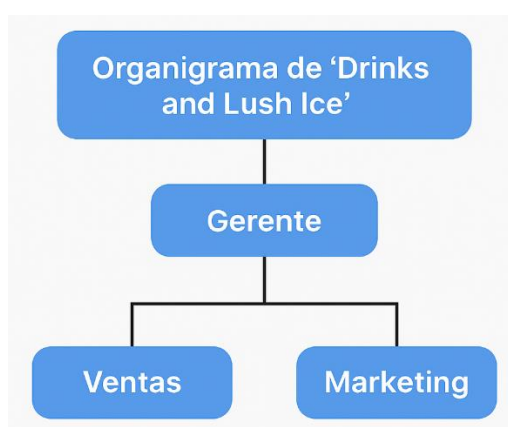 Organigrama de ‘Drinks
and Lush Ice’
Gerente
Ventas
Marketing